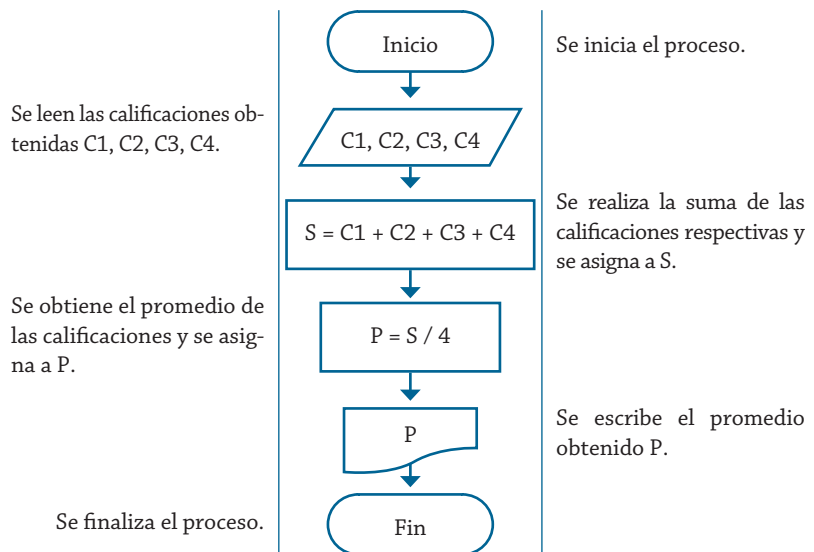 Inicio
Se inicia el proceso.
Se leen las calificaciones ob-
tenidas C1, C2, C3, C4.
C1, C2, C3, C4
S = C1 + C2 + C3 + C4
Se realiza la suma de las
calificaciones respectivas y
se asigna a S.
Se obtiene el promedio de
las calificaciones y se asig-
na a P.
P = S / 4
P
Se escribe el promedio
obtenido P.
Se finaliza el proceso.
Fin